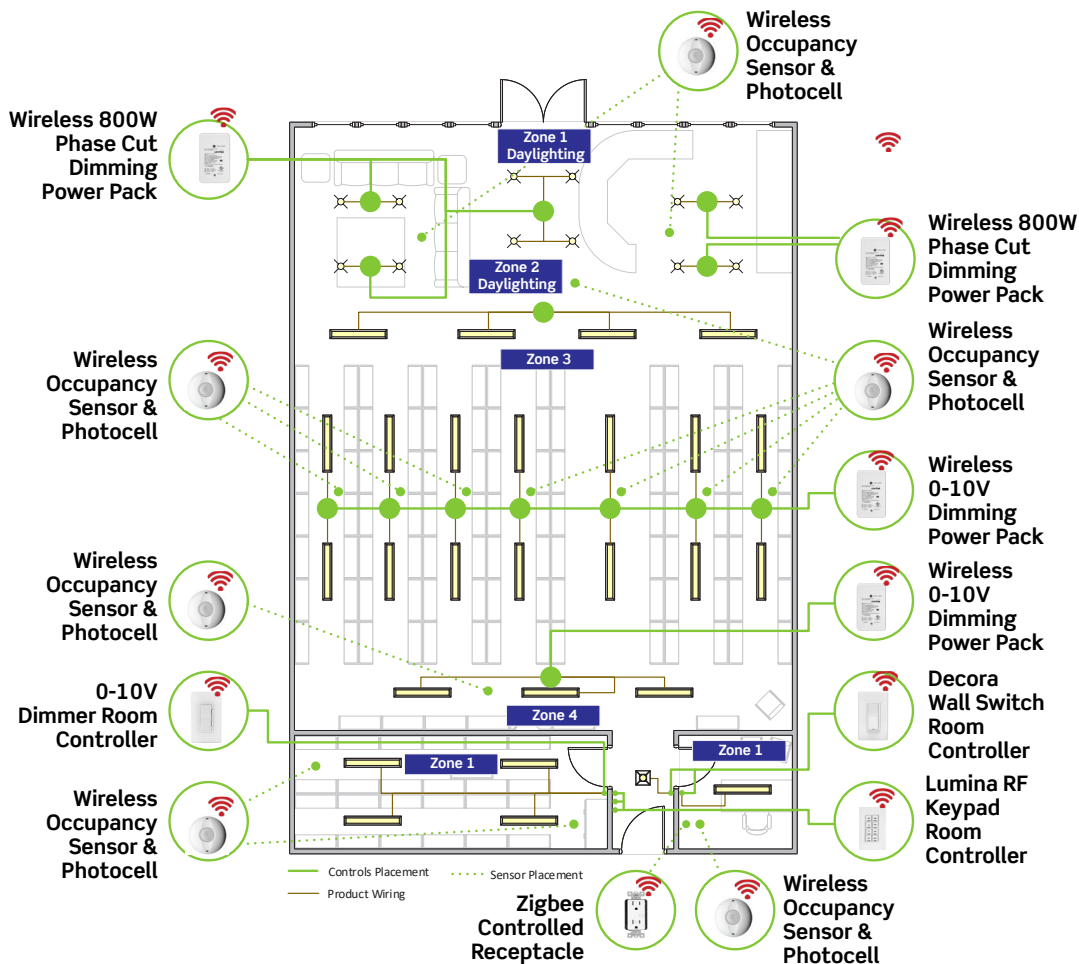 Wireless
Occupancy
Sensor &
Photocell
Wireless 800W
Phase Cut
Dimming
Power Pack
Zone 1
Daylighting
Wireless 800W
Phase Cut
Dimming
Power Pack
Zone 2
Daylighting
Wireless
Occupancy
Sensor &
Photocell
Zone 3
Wireless
Occupancy
Sensor &
Photocell
Wireless
0-10V
Dimming
Power Pack
Wireless
Occupancy
Sensor &
Photocell
Wireless
0-10V
Dimming
Power Pack
0-10V
Dimmer Room
Controller
Zone 4
Decora
Wall Switch
Room
Controller
Zone 1
Zone 1
Wireless
Occupancy
Sensor &
Photocell
Lumina RF
Keypad
Room
Controller
Controls Placement
Sensor Placement
Product Wiring
Zigbee
Controlled
Receptacle
Wireless
Occupancy
Sensor &
Photocell